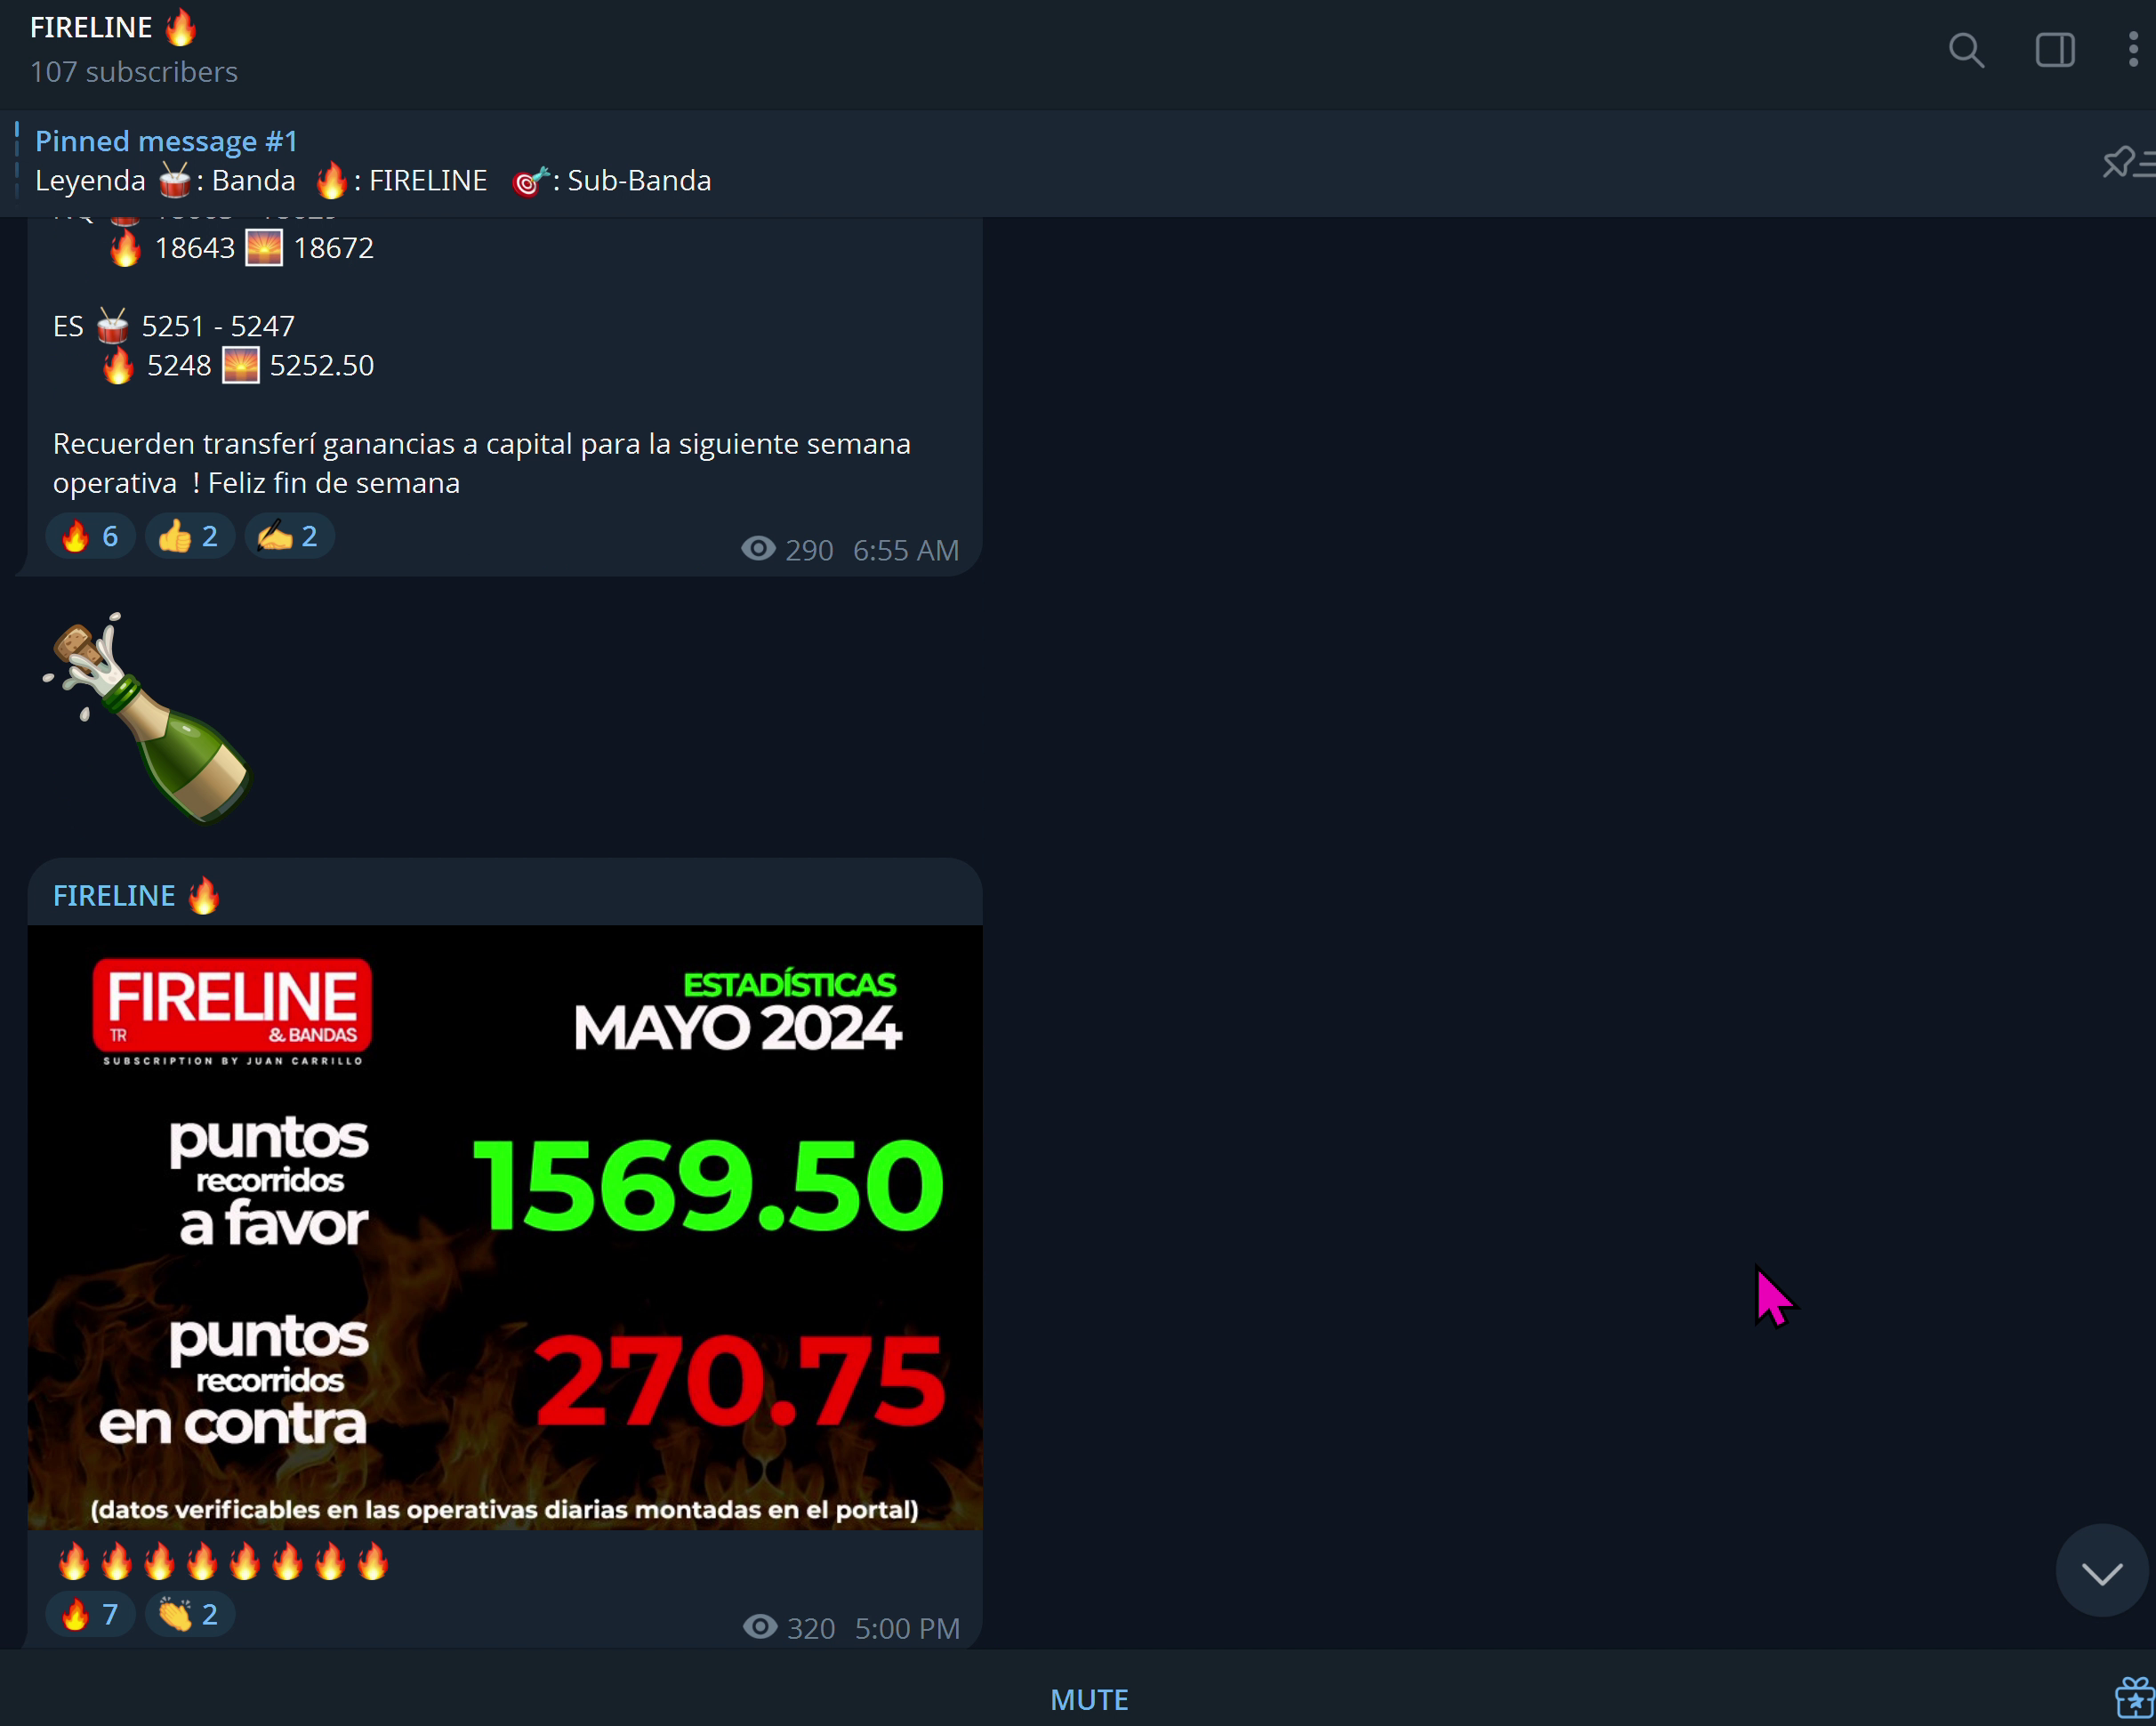 FIRELINE 🔥
107 subscribers
Pinned message #1
Leyenda 🥁: Banda 🔥: FIRELINE 🎯: Sub-Banda
🔥 18643 🌅 18672
ES 🥁 5251 - 5247
🔥 5248 🌅 5252.50
Recuerden transferí ganancias a capital para la siguiente semana
operativa ! Feliz fin de semana
🔥 6 👍 2 ✍ 2 290 6:55 AM
FIRELINE 🔥
FIRELINE
TR & BANDAS
SUBSCRIPTION BY JUAN CARRILLO
ESTADÍSTICAS
MAYO 2024
puntos
recorridos
a favor
1569.50
puntos
recorridos
en contra
270.75
(datos verificables en las operativas diarias montadas en el portal)
🔥🔥🔥🔥🔥🔥🔥🔥
🔥 7 👏 2 320 5:00 PM
MUTE